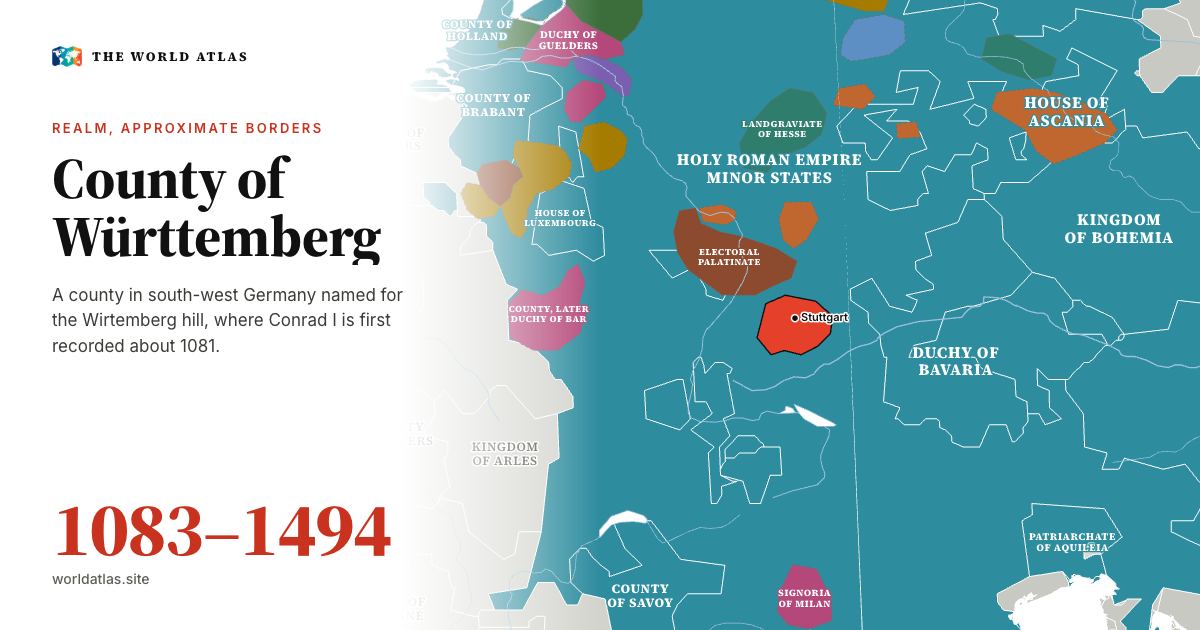 THE WORLD ATLAS
REALM, APPROXIMATE BORDERS
County of
Württemberg
A county in south-west Germany named for
the Wirtemberg hill, where Conrad I is first
recorded about 1081.
1083–1494
worldatlas.site
COUNTY OF
HOLLAND
DUCHY OF
GUELDERS
COUNTY OF
BRABANT
LANDGRAVIATE
OF HESSE
HOUSE OF
ASCANIA
HOLY ROMAN EMPIRE
MINOR STATES
HOUSE OF
LUXEMBOURG
KINGDOM
OF BOHEMIA
ELECTORAL
PALATINATE
COUNTY, LATER
DUCHY OF BAR
Stuttgart
DUCHY OF
BAVARIA
KINGDOM
OF ARLES
PATRIARCHATE
OF AQUILEIA
COUNTY
OF SAVOY
SIGNORIA
OF MILAN